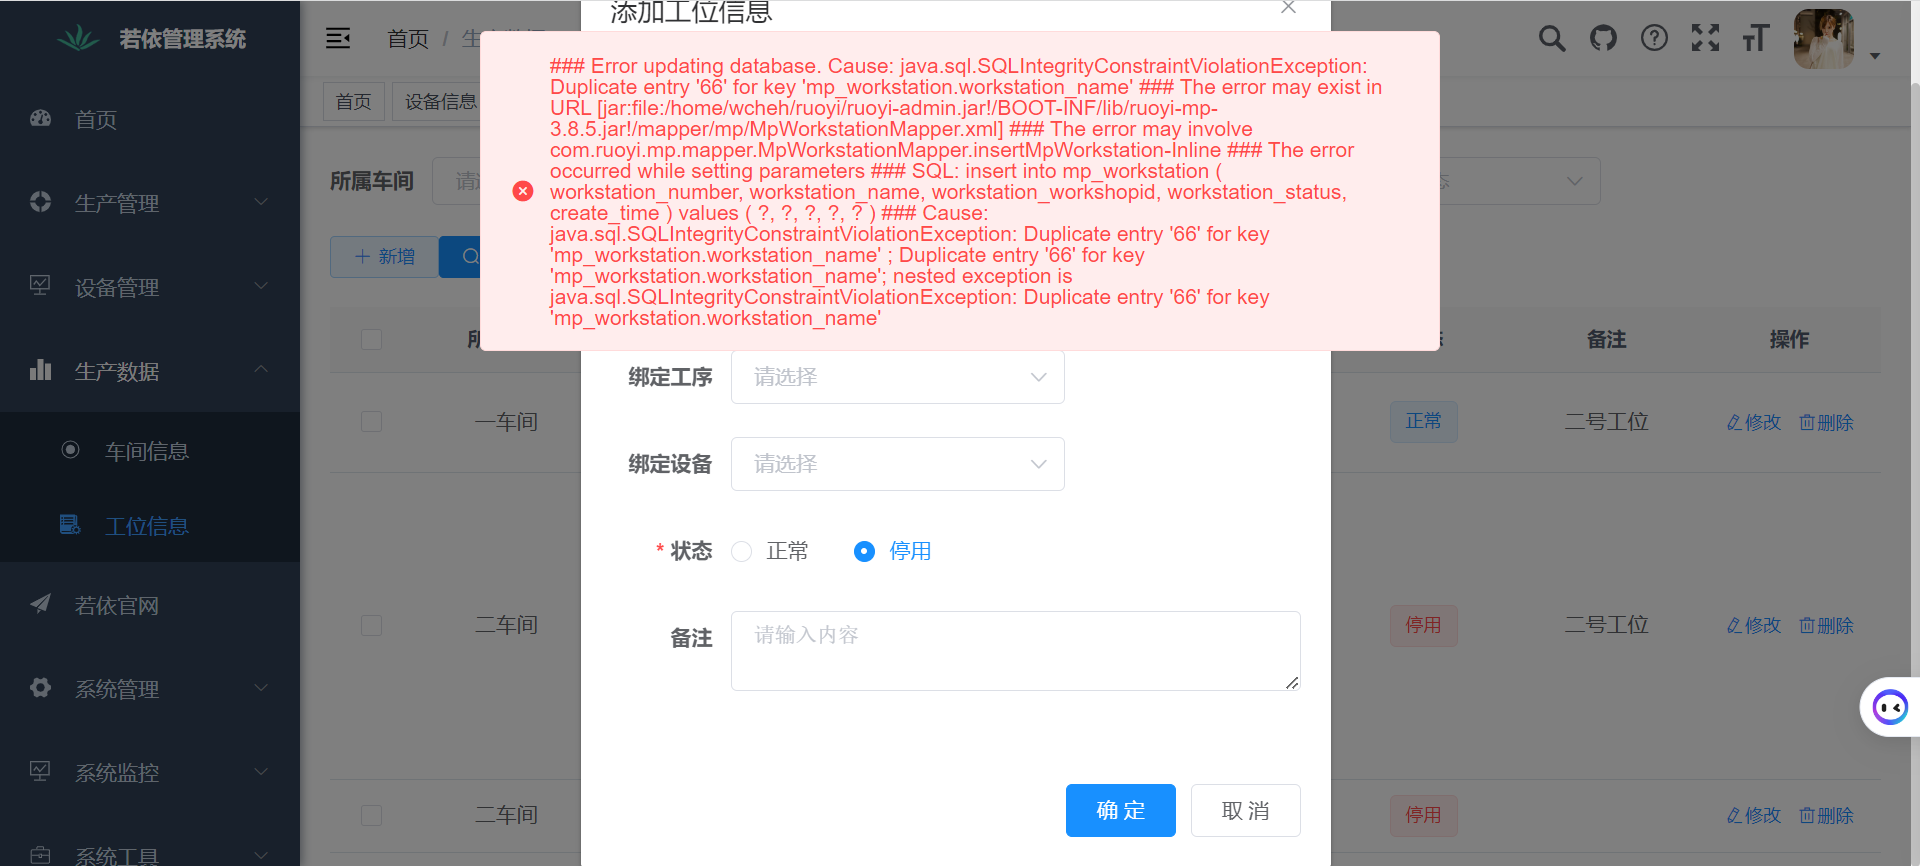 添加工位信息
若依管理系统
首页 / 生产数据
首页
设备信息
### Error updating database. Cause: java.sql.SQLIntegrityConstraintViolationException:
Duplicate entry '66' for key 'mp_workstation.workstation_name' ### The error may exist in
URL [jar:file:/home/wcheh/ruoyi/ruoyi-admin.jar!/BOOT-INF/lib/ruoyi-mp-
3.8.5.jar!/mapper/mp/MpWorkstationMapper.xml] ### The error may involve
com.ruoyi.mp.mapper.MpWorkstationMapper.insertMpWorkstation-Inline ### The error
occurred while setting parameters ### SQL: insert into mp_workstation (
workstation_number, workstation_name, workstation_workshopid, workstation_status,
create_time ) values ( ?, ?, ?, ?, ? ) ### Cause:
java.sql.SQLIntegrityConstraintViolationException: Duplicate entry '66' for key
'mp_workstation.workstation_name' ; Duplicate entry '66' for key
'mp_workstation.workstation_name'; nested exception is
java.sql.SQLIntegrityConstraintViolationException: Duplicate entry '66' for key
'mp_workstation.workstation_name'
首页
生产管理
设备管理
生产数据
车间信息
工位信息
若依官网
系统管理
系统监控
系统工具
所属车间
请
态
新增
所
备注
操作
一车间
正常
二号工位
修改
删除
二车间
停用
二号工位
修改
删除
二车间
停用
修改
删除
绑定工序
请选择
绑定设备
请选择
* 状态
正常
停用
备注
请输入内容
确 定
取 消